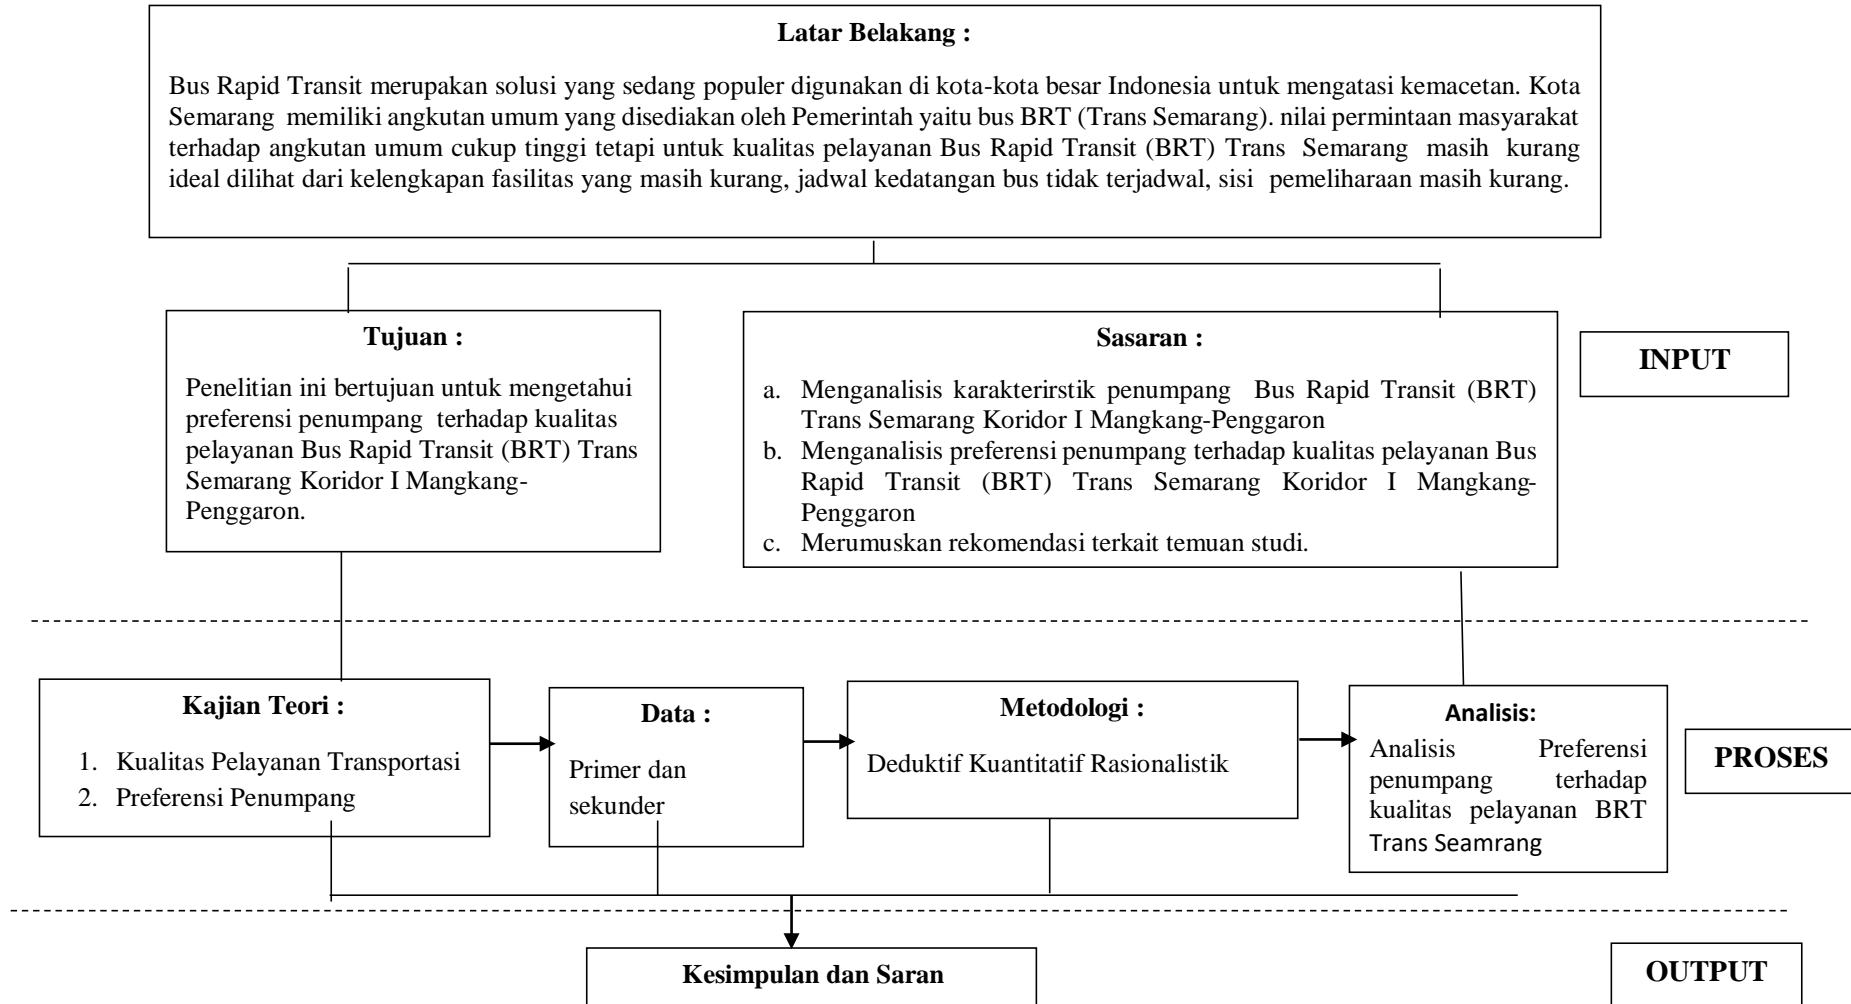 Latar Belakang :
Bus Rapid Transit merupakan solusi yang sedang populer digunakan di kota-kota besar Indonesia untuk mengatasi kemacetan. Kota
Semarang memiliki angkutan umum yang disediakan oleh Pemerintah yaitu bus BRT (Trans Semarang). nilai permintaan masyarakat
terhadap angkutan umum cukup tinggi tetapi untuk kualitas pelayanan Bus Rapid Transit (BRT) Trans Semarang masih kurang
ideal dilihat dari kelengkapan fasilitas yang masih kurang, jadwal kedatangan bus tidak terjadwal, sisi pemeliharaan masih kurang.
Tujuan :
Penelitian ini bertujuan untuk mengetahui
preferensi penumpang terhadap kualitas
pelayanan Bus Rapid Transit (BRT) Trans
Semarang Koridor I Mangkang-
Penggaron.
Sasaran :
a. Menganalisis karakterirstik penumpang Bus Rapid Transit (BRT)
Trans Semarang Koridor I Mangkang-Penggaron
b. Menganalisis preferensi penumpang terhadap kualitas pelayanan Bus
Rapid Transit (BRT) Trans Semarang Koridor I Mangkang-
Penggaron
c. Merumuskan rekomendasi terkait temuan studi.
INPUT
Kajian Teori :
1. Kualitas Pelayanan Transportasi
2. Preferensi Penumpang
Data :
Primer dan
sekunder
Metodologi :
Deduktif Kuantitatif Rasionalistik
Analisis:
Analisis Preferensi
penumpang terhadap
kualitas pelayanan BRT
Trans Seamrang
PROSES
Kesimpulan dan Saran
OUTPUT